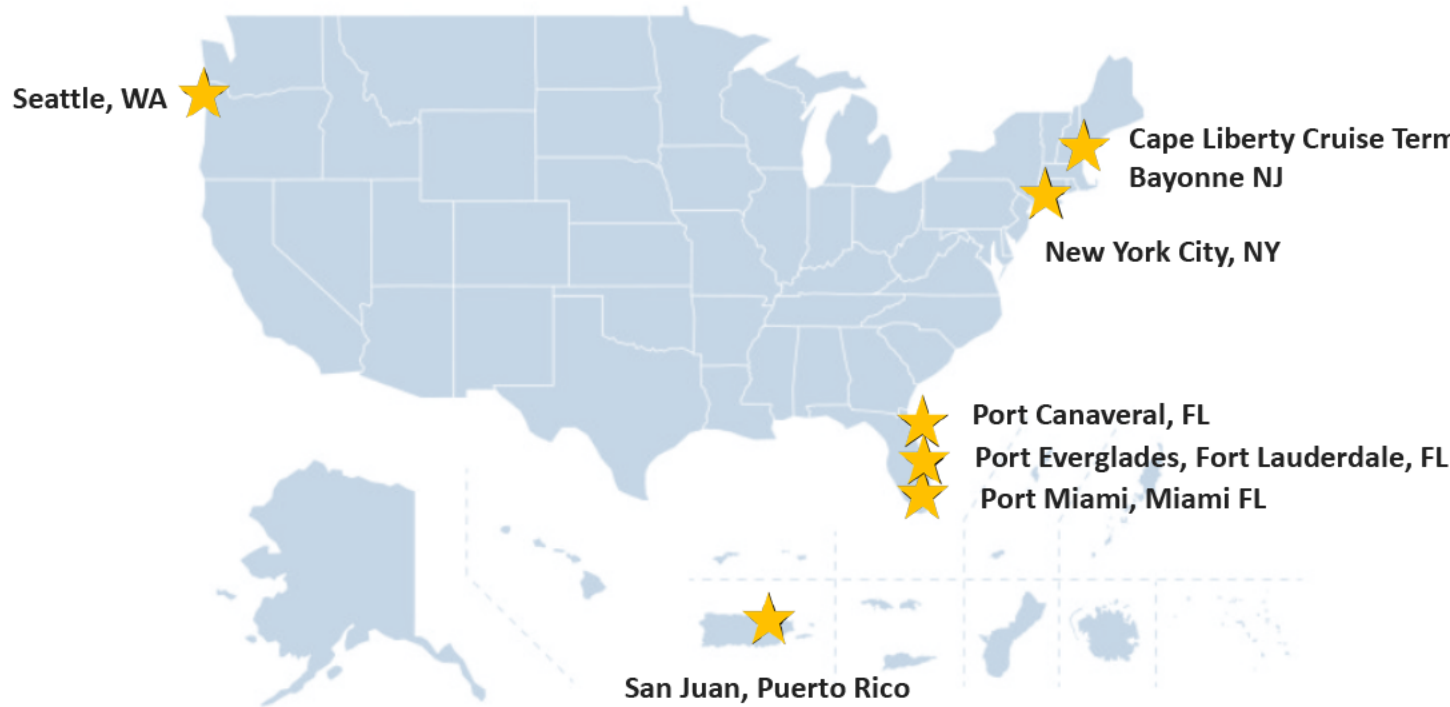 Seattle, WA
Cape Liberty Cruise Term
Bayonne NJ
New York City, NY
Port Canaveral, FL
Port Everglades, Fort Lauderdale, FL
Port Miami, Miami FL
San Juan, Puerto Rico